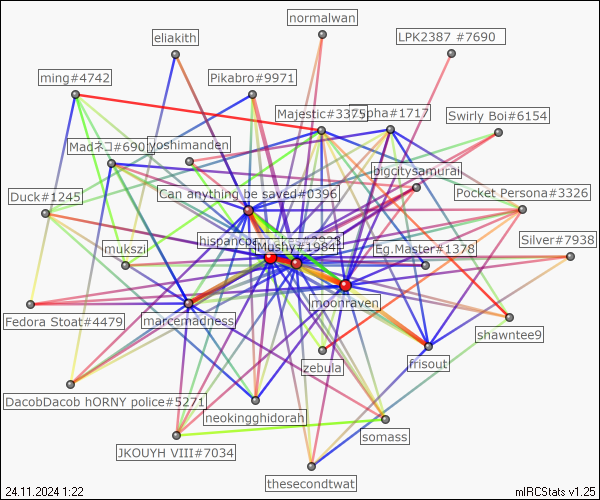 normalwan
eliakith
LPK2387 #7690
ming#4742
Pikabro#9971
Majestic#3375
pha#1717
Swirly Boi#6154
Madネコ#690
yoshimanden
bigcitysamurai
Duck#1245
Can anything be saved#0396
Pocket Persona#3326
mukszi
Mushy#1984
Eg.Master#1378
Silver#7938
moonraven
Fedora Stoat#4479
marcemadness
shawntee9
zebula
frisout
DacobDacob hORNY police#5271
neokingghidorah
somass
JKOUYH VIII#7034
thesecondtwat
24.11.2024 1:22
mIRCStats v1.25